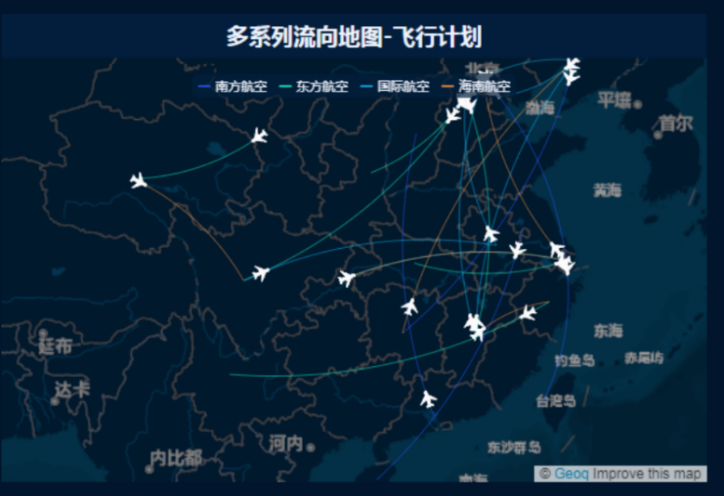 多系列流向地图-飞行计划
北京
南方航空 东方航空 国际航空 海南航空
渤海
平壤
首尔
黄海
东海
延布
钓鱼岛 赤尾屿
达卡
台湾岛
河内
东沙群岛
内比都
南海
© Geoq Improve this map